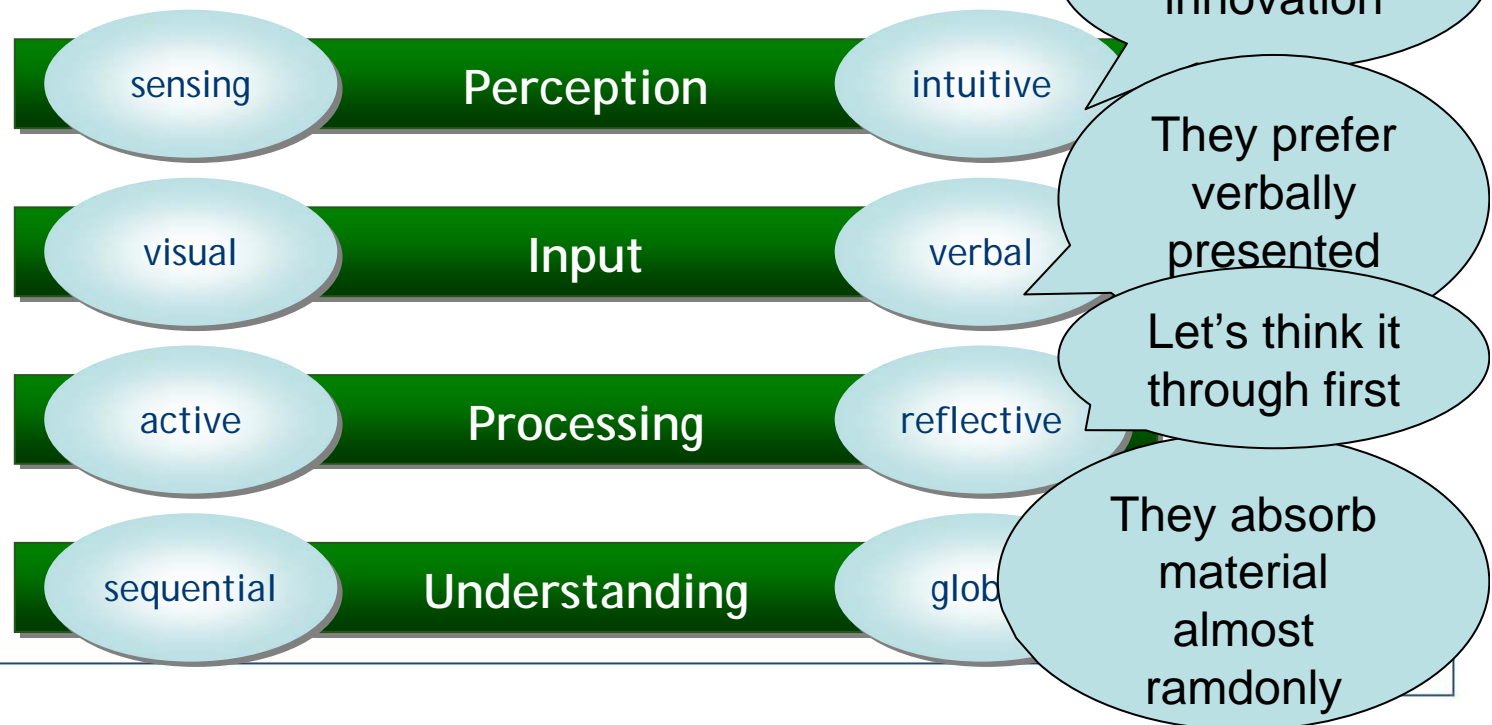 innovation
sensing Perception intuitive
They prefer
verbally
presented
visual Input verbal
Let's think it
through first
active Processing reflective
They absorb
material
almost
ramdonly
sequential Understanding glob